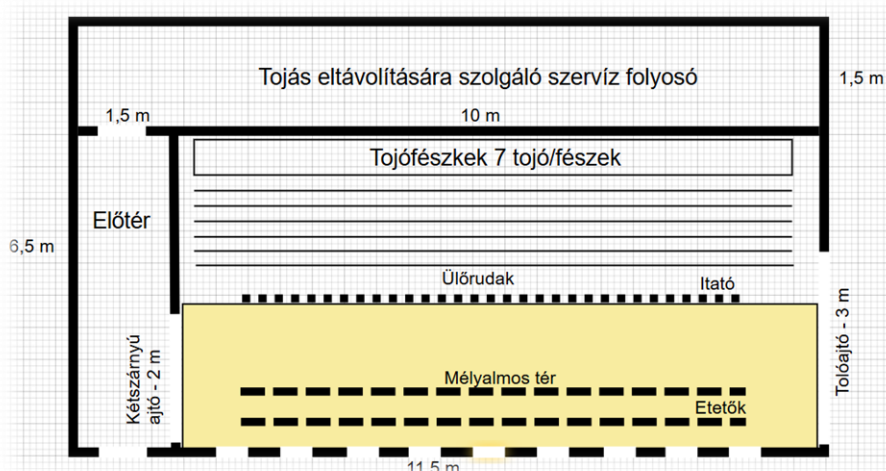 Tojás eltávolítására szolgáló szervíz folyosó
1,5 m
1,5 m
10 m
Tojófészkek 7 tojó/fészek
Előtér
6,5 m
Ülőrudak
Itató
Kétszárnyú
ajtó - 2 m
Tolóajtó - 3 m
Mélyalmos tér
Etetők
11,5 m